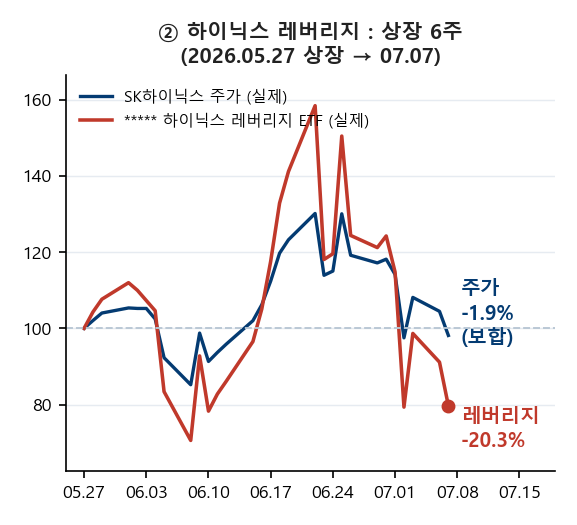 ② 하이닉스 레버리지 : 상장 6주
(2026.05.27 상장 → 07.07)
SK하이닉스 주가 (실제)
***** 하이닉스 레버리지 ETF (실제)
160
140
120
100
80
주가
-1.9%
(보합)
레버리지
-20.3%
05.27 06.03 06.10 06.17 06.24 07.01 07.08 07.15